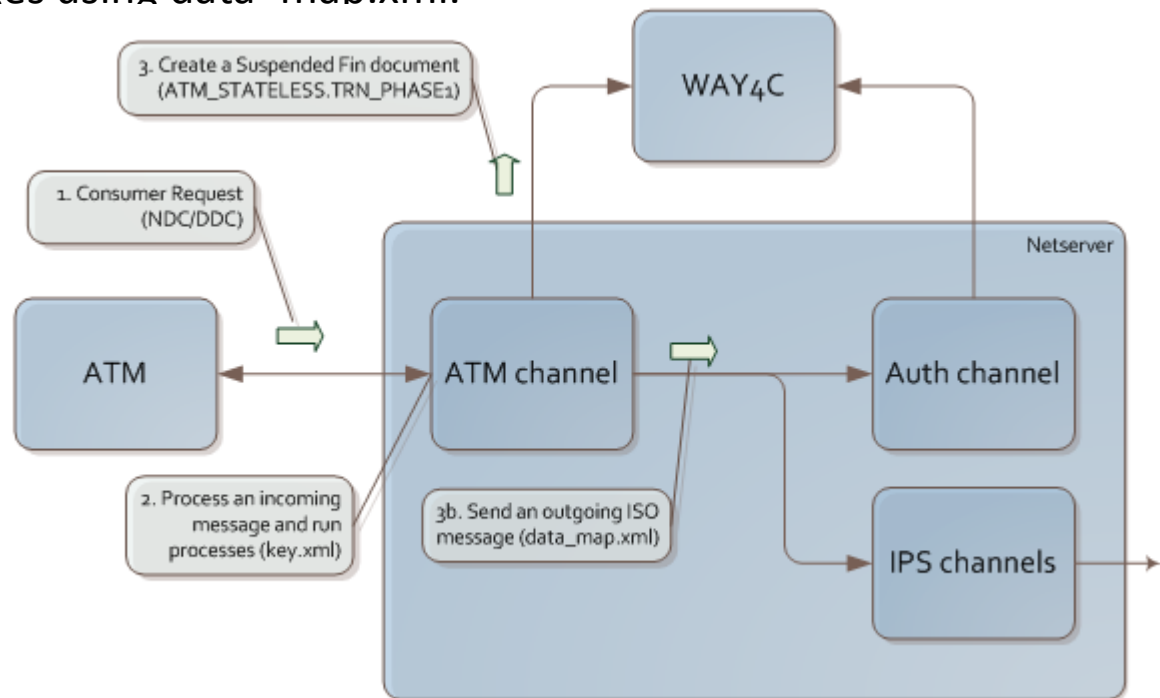 using data
3. Create a Suspended Fin document
(ATM_STATELESS.TRN_PHASE1)
WAY4C
1. Consumer Request
(NDC/DDC)
Netserver
ATM
ATM channel
Auth channel
2. Process an incoming
message and run
processes (key.xml)
3b. Send an outgoing ISO
message (data_map.xml)
IPS channels